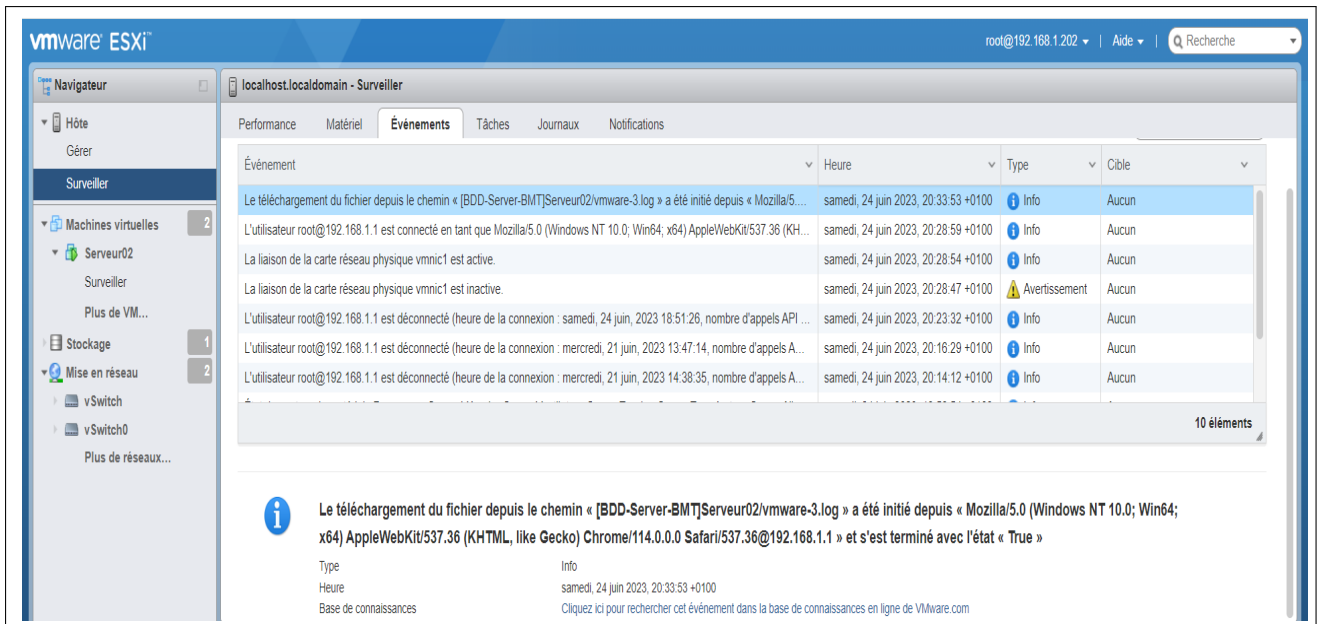 vmware ESXi™
root@192.168.1.202 | Aide | Recherche
Navigateur
Hôte
Gérer
Surveiller
Machines virtuelles 2
Serveur02
Surveiller
Plus de VM...
Stockage 1
Mise en réseau 2
vSwitch
vSwitch0
Plus de réseaux...
localhost.localdomain - Surveiller
Performance Matériel Événements Tâches Journaux Notifications
Événement Heure Type Cible
Le téléchargement du fichier depuis le chemin « [BDD-Server-BMT]Serveur02/vmware-3.log » a été initié depuis « Mozilla/5.... samedi, 24 juin 2023, 20:33:53 +0100 Info Aucun
L'utilisateur root@192.168.1.1 est connecté en tant que Mozilla/5.0 (Windows NT 10.0; Win64; x64) AppleWebKit/537.36 (KH... samedi, 24 juin 2023, 20:28:59 +0100 Info Aucun
La liaison de la carte réseau physique vmnic1 est active. samedi, 24 juin 2023, 20:28:54 +0100 Info Aucun
La liaison de la carte réseau physique vmnic1 est inactive. samedi, 24 juin 2023, 20:28:47 +0100 Avertissement Aucun
L'utilisateur root@192.168.1.1 est déconnecté (heure de la connexion : samedi, 24 juin, 2023 18:51:26, nombre d'appels API ... samedi, 24 juin 2023, 20:23:32 +0100 Info Aucun
L'utilisateur root@192.168.1.1 est déconnecté (heure de la connexion : mercredi, 21 juin, 2023 13:47:14, nombre d'appels A... samedi, 24 juin 2023, 20:16:29 +0100 Info Aucun
L'utilisateur root@192.168.1.1 est déconnecté (heure de la connexion : mercredi, 21 juin, 2023 14:38:35, nombre d'appels A... samedi, 24 juin 2023, 20:14:12 +0100 Info Aucun
10 éléments
Le téléchargement du fichier depuis le chemin « [BDD-Server-BMT]Serveur02/vmware-3.log » a été initié depuis « Mozilla/5.0 (Windows NT 10.0; Win64;
x64) AppleWebKit/537.36 (KHTML, like Gecko) Chrome/114.0.0.0 Safari/537.36@192.168.1.1 » et s'est terminé avec l'état « True »
Type Info
Heure samedi, 24 juin 2023, 20:33:53 +0100
Base de connaissances Cliquez ici pour rechercher cet événement dans la base de connaissances en ligne de VMware.com